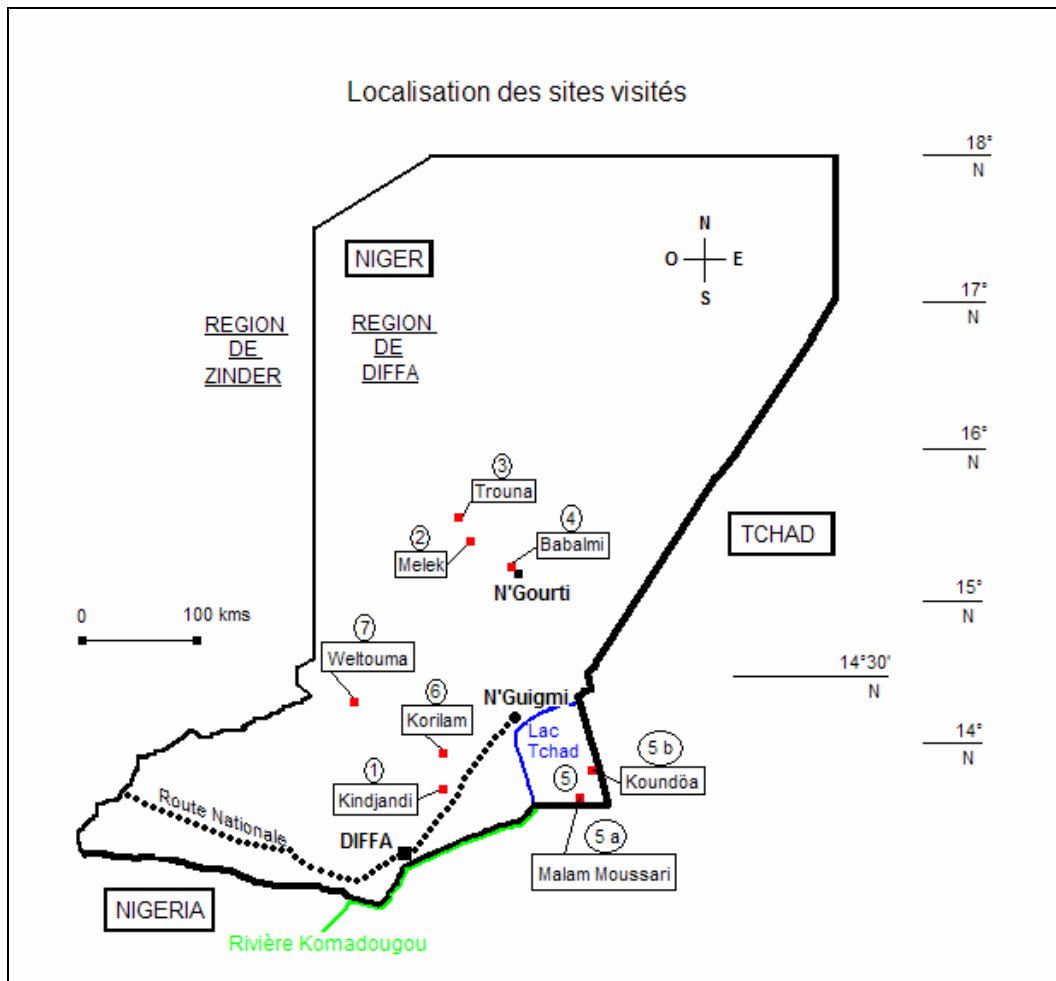 Localisation des sites visités
18°
N
N
O E
S
NIGER
17°
N
REGION
DE
ZINDER
REGION
DE
DIFFA
16°
N
3
Trouna
TCHAD
2
Melek
4
Babalmi
N'Gourti
15°
N
0 100 kms
7
Weltouma
14°30'
N
6
Korilam
N'Guigmi
Lac
Tchad
14°
N
5 b
Koundöa
1
Kindjandi
5
Route Nationale
DIFFA
5 a
Malam Moussari
NIGERIA
Rivière Komadougou